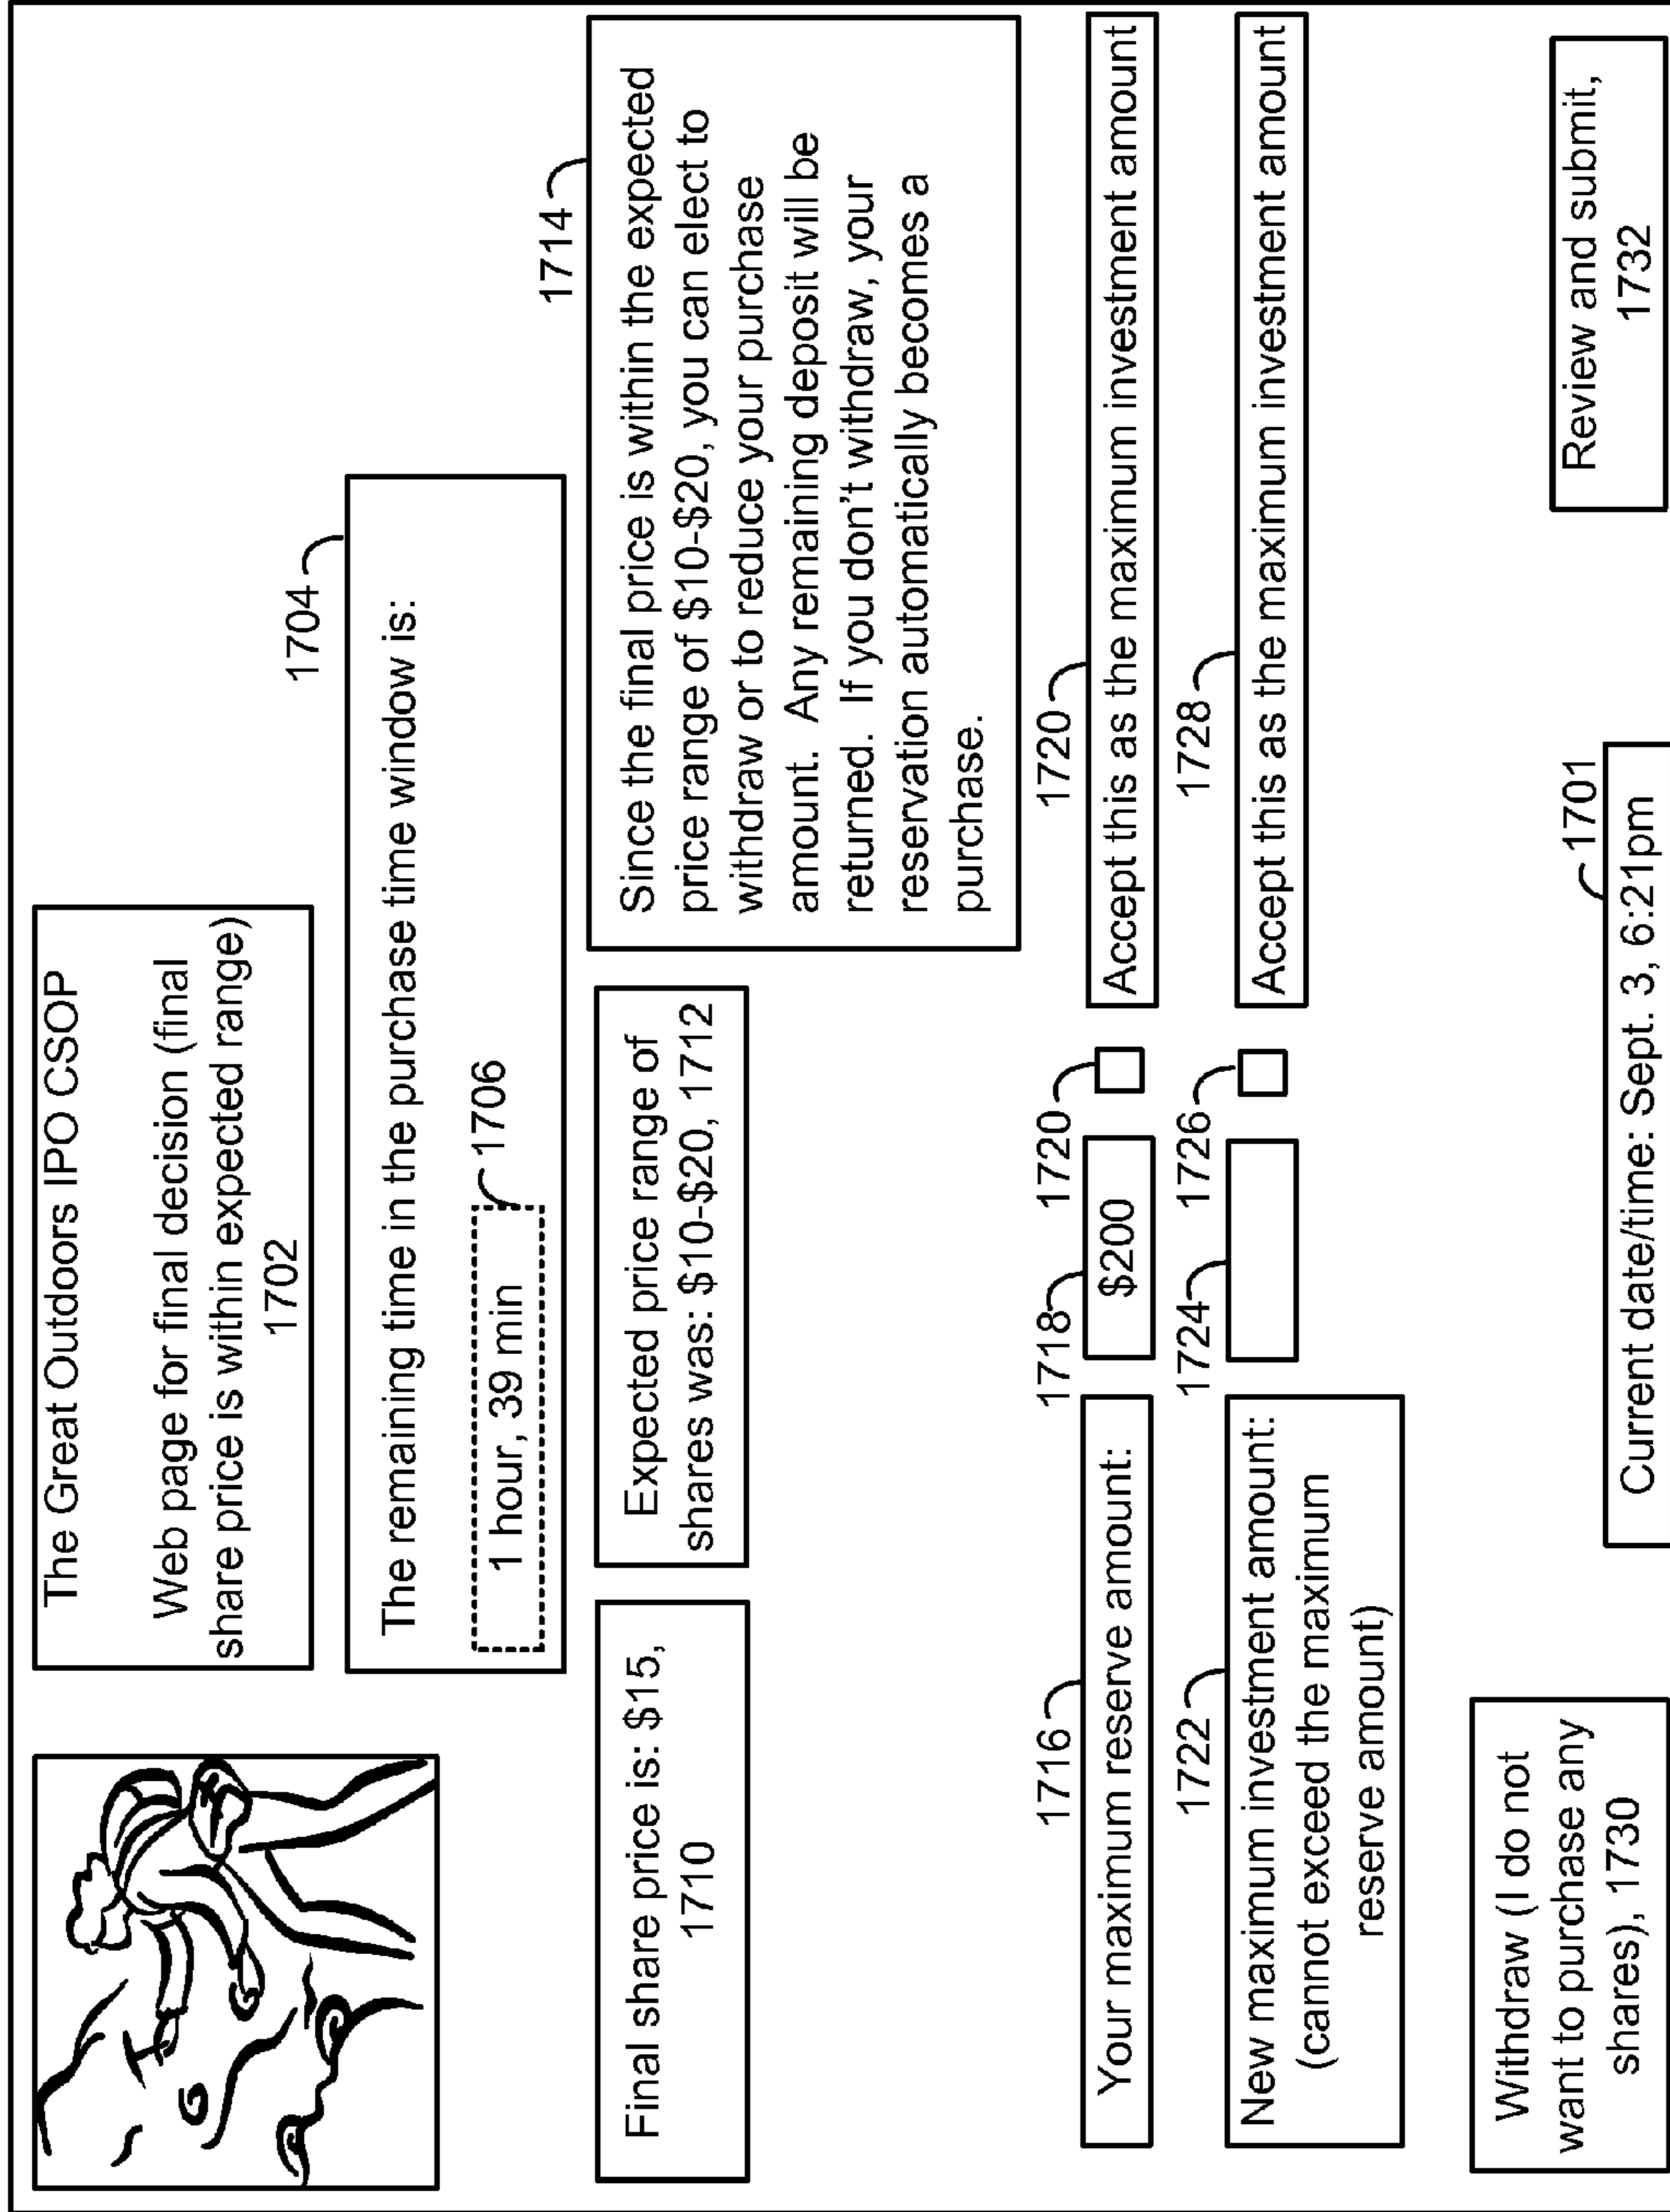 The Great Outdoors IPO CSOP
Web page for final decision (final
share price is within expected range)
1702
1704
The remaining time in the purchase time window is:
1 hour, 39 min
1706
Final share price is: $15,
1710
Expected price range of
shares was: $10-$20, 1712
1714
Since the final price is within the expected
price range of $10-$20, you can elect to
withdraw or to reduce your purchase
amount. Any remaining deposit will be
returned. If you don't withdraw, your
reservation automatically becomes a
purchase.
1716
Your maximum reserve amount:
1718
$200
1720
1720
Accept this as the maximum investment amount
1722
New maximum investment amount:
(cannot exceed the maximum
reserve amount)
1724
1726
1728
Accept this as the maximum investment amount
Withdraw (I do not
want to purchase any
shares), 1730
1701
Current date/time: Sept. 3, 6:21pm
Review and submit,
1732